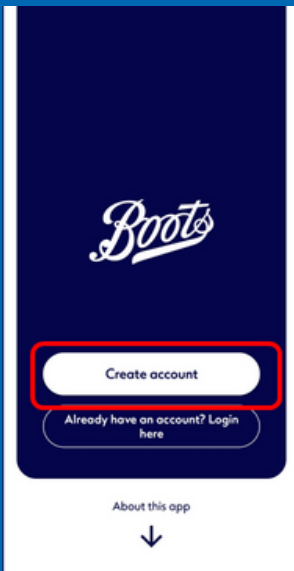 Boots
Create account
Already have an account? Login
here
About this app